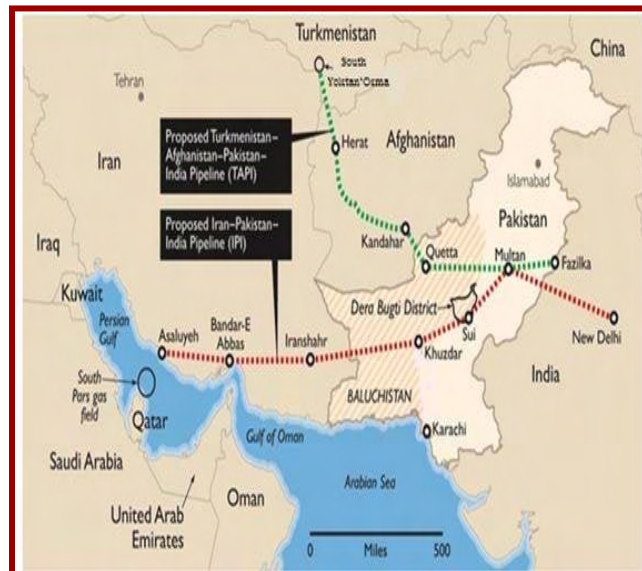 Turkmenistan
China
South
Yolotan'Orma
Tehran
Proposed Turkmenistan–
Afghanistan–Pakistan–
India Pipeline (TAPI)
Herat
Afghanistan
Iran
Islamabad
Proposed Iran–Pakistan–
India Pipeline (IPI)
Pakistan
Kandahar
Iraq
Quetta
Multan
Fazilka
Kuwait
Dera Bugti District
Persian
Gulf
Asaluyeh
Bandar-E
Abbas
Iranshahr
Sui
New Delhi
Khuzdar
South
Pars gas
field
India
BALUCHISTAN
Qatar
Karachi
Gulf of Oman
Saudi Arabia
Arabian Sea
Oman
United Arab
Emirates
0 Miles 500